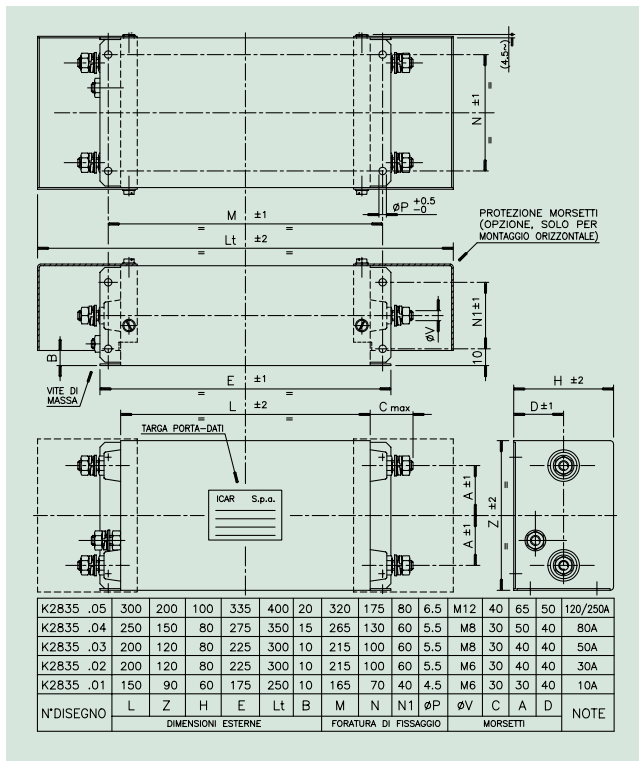 (4.5~)
N ±1
=
=
øP +0.5 -0
M ±1
= =
Lt ±2
= =
PROTEZIONE MORSETTI
(OPZIONE, SOLO PER
MONTAGGIO ORIZZONTALE)
B
øV
N1±1
10
VITE DI
MASSA
E ±1
= =
L ±2
= =
C max
H ±2
D±1
TARGA PORTA-DATI
ICAR S.p.a.
A ±1
A ±1
Z ±2
=
=
K2835 .05 300 200 100 335 400 20 320 175 80 6.5 M12 40 65 50 120/250A
K2835 .04 250 150 80 275 350 15 265 130 60 5.5 M8 30 50 40 80A
K2835 .03 200 120 80 225 300 10 215 100 60 5.5 M8 30 40 40 50A
K2835 .02 200 120 80 225 300 10 215 100 60 5.5 M6 30 40 40 30A
K2835 .01 150 90 60 175 250 10 165 70 40 4.5 M6 30 30 40 10A
N°DISEGNO L Z H E Lt B M N N1 øP øV C A D NOTE
DIMENSIONI ESTERNE FORATURA DI FISSAGGIO MORSETTI